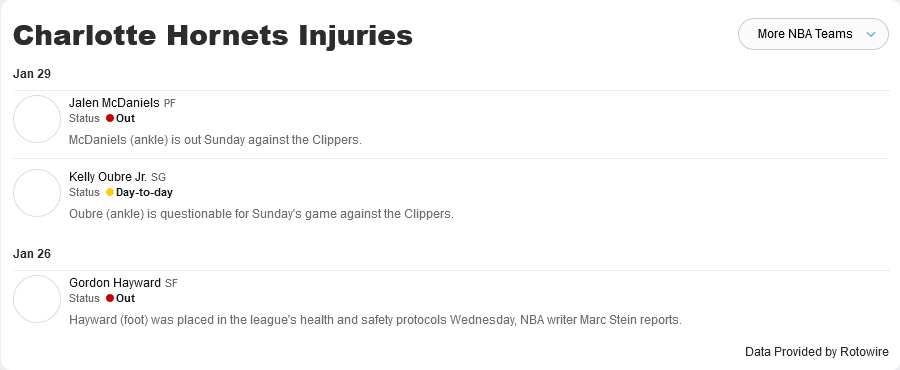 Charlotte Hornets Injuries
More NBA Teams
Jan 29
Jalen McDaniels PF
Status Out
McDaniels (ankle) is out Sunday against the Clippers.
Kelly Oubre Jr. SG
Status Day-to-day
Oubre (ankle) is questionable for Sunday's game against the Clippers.
Jan 26
Gordon Hayward SF
Status Out
Hayward (foot) was placed in the league's health and safety protocols Wednesday, NBA writer Marc Stein reports.
Data Provided by Rotowire